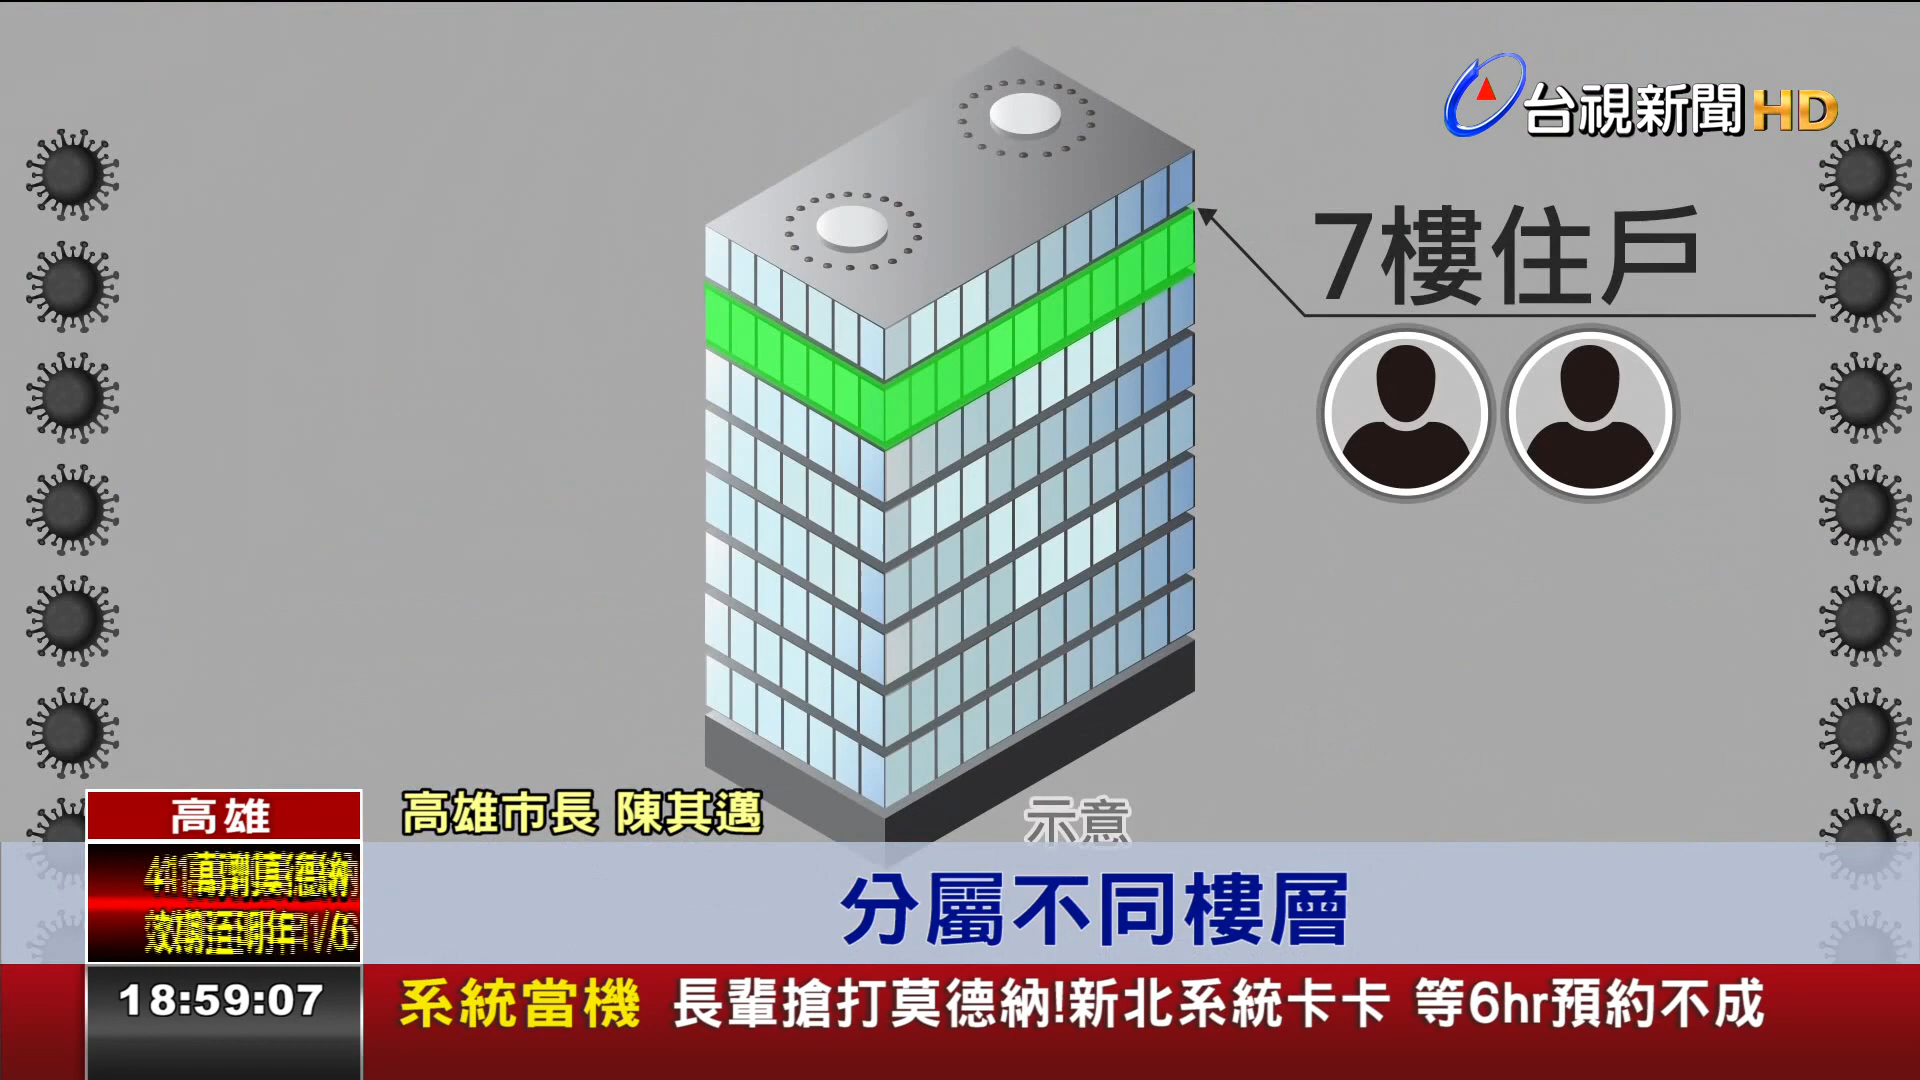 台視新聞HD
7樓住戶
示意
高雄
高雄市長 陳其邁
分屬不同樓層
18:59:07
系統當機 長輩搶打莫德納!新北系統卡卡 等6hr預約不成